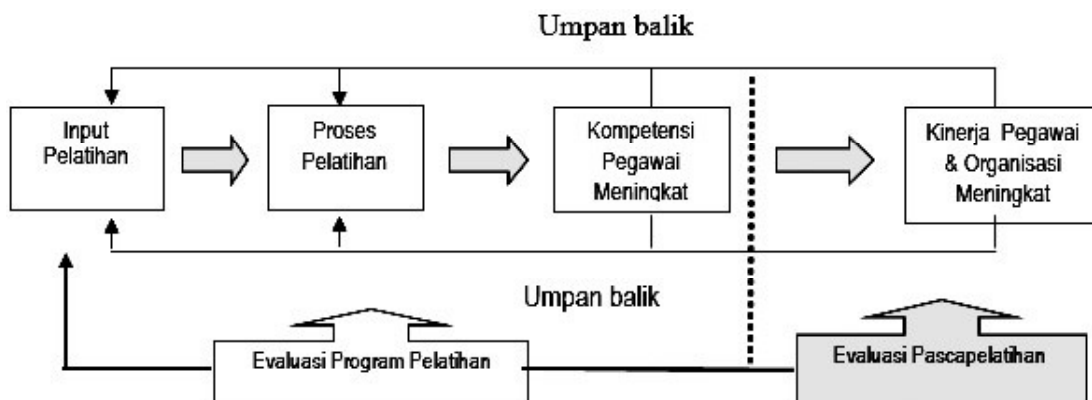 Umpan balik
Input
Pelatihan
Proses
Pelatihan
Kompetensi
Pegawai
Meningkat
Kinerja Pegawai
& Organisasi
Meningkat
Umpan balik
Evaluasi Program Pelatihan
Evaluasi Pascapelatihan